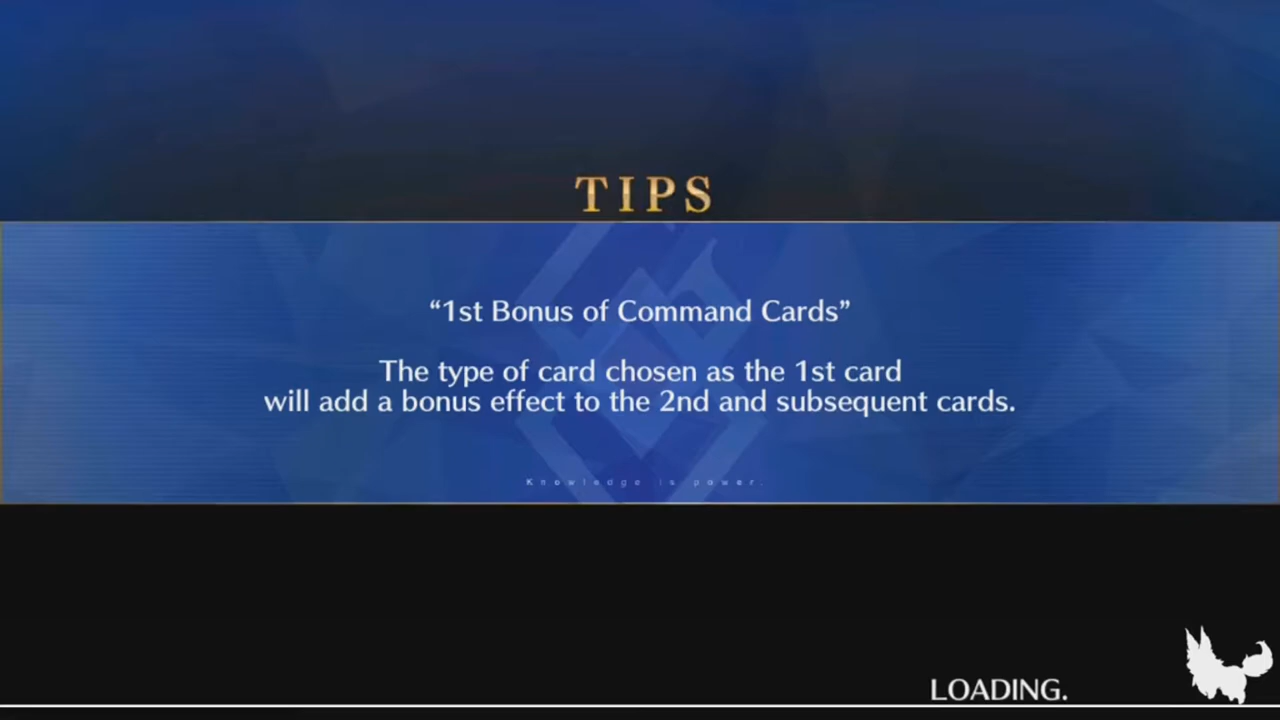 TIPS
“1st Bonus of Command Cards”
The type of card chosen as the 1st card
will add a bonus effect to the 2nd and subsequent cards.
Knowledge is power.
LOADING.